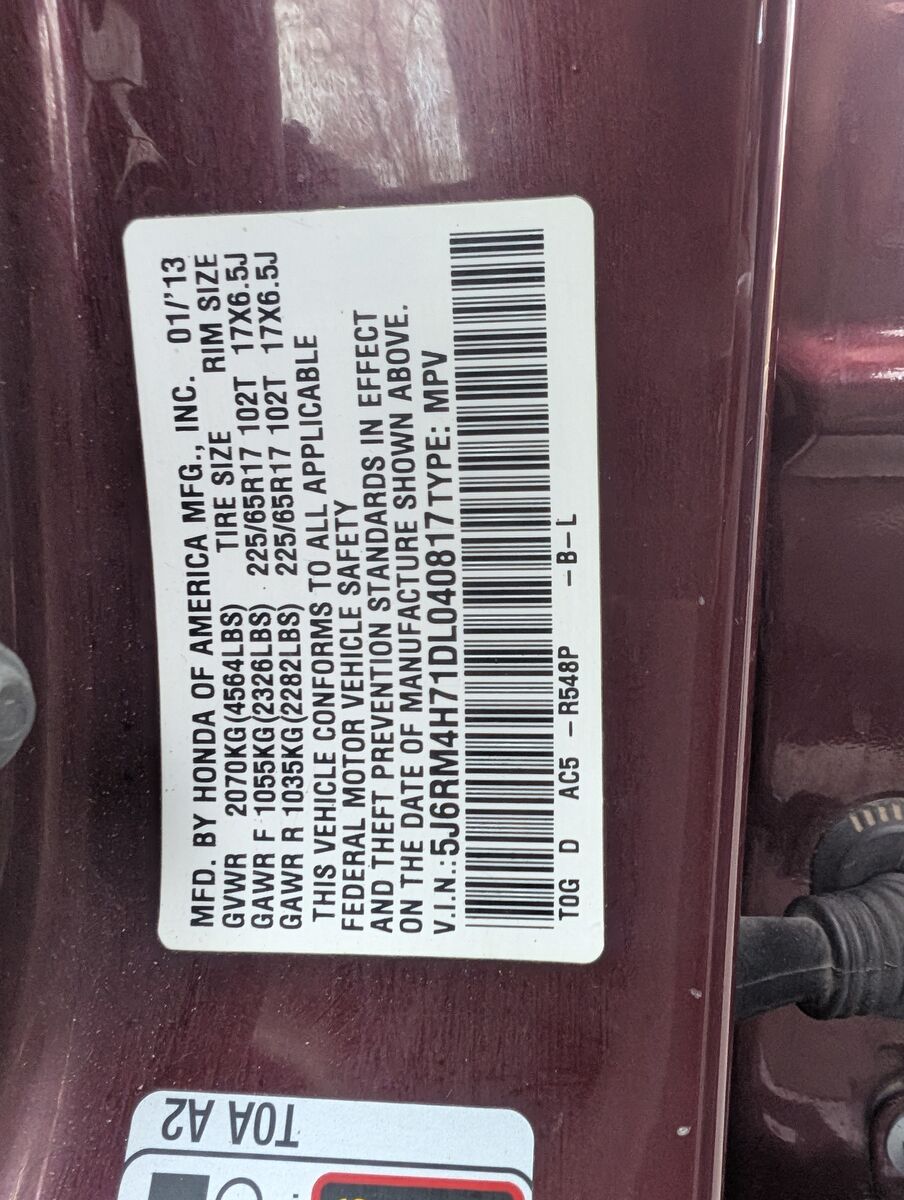 MFD. BY HONDA OF AMERICA MFG., INC. 01/'13
GVWR 2070KG(4564LBS) TIRE SIZE RIM SIZE
GAWR F 1055KG(2326LBS) 225/65R17 102T 17X6.5J
GAWR R 1035KG(2282LBS) 225/65R17 102T 17X6.5J
THIS VEHICLE CONFORMS TO ALL APPLICABLE
FEDERAL MOTOR VEHICLE SAFETY
AND THEFT PREVENTION STANDARDS IN EFFECT
ON THE DATE OF MANUFACTURE SHOWN ABOVE.
V.I.N.:5J6RM4H71DL040817 TYPE: MPV
T0G D AC5 -R548P -B-L
T0A A2